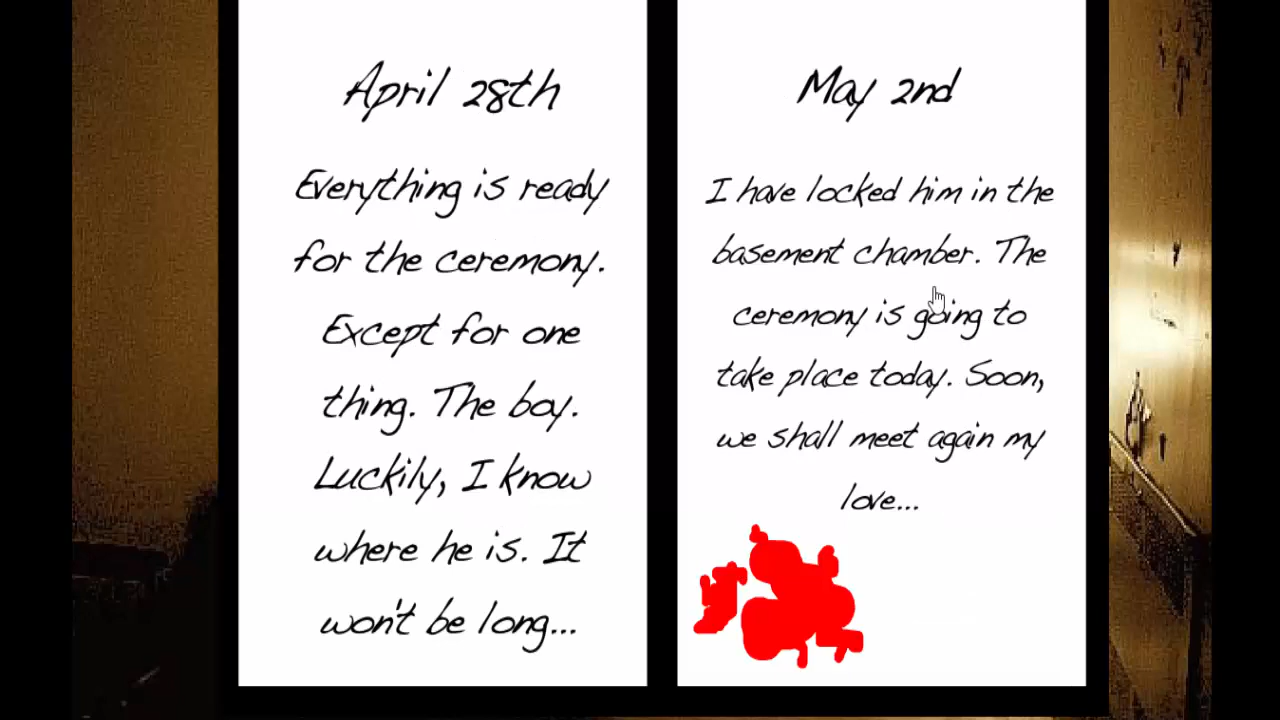 April 28th
Everything is ready
for the ceremony.
Except for one
thing. The boy.
Luckily, I know
where he is. It
won't be long...
May 2nd
I have locked him in the
basement chamber. The
ceremony is going to
take place today. Soon,
we shall meet again my
love...